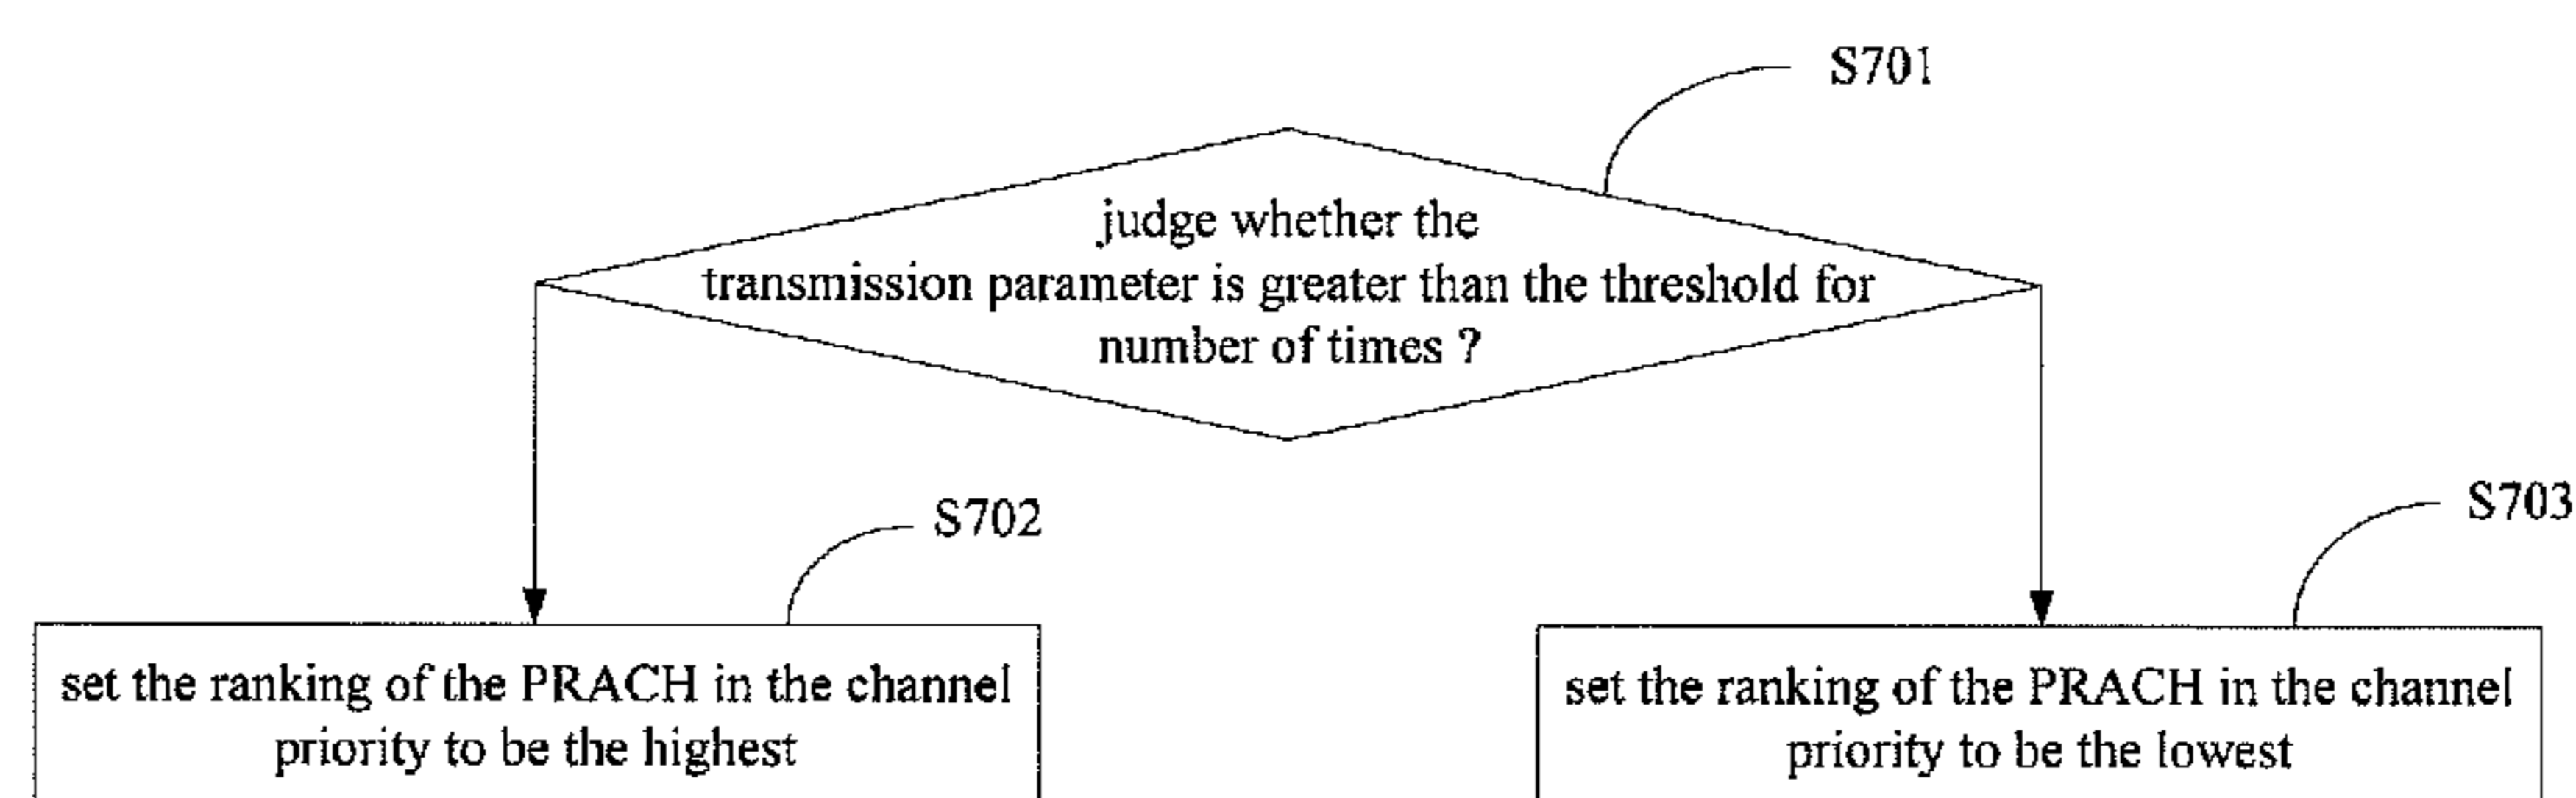 S701
judge whether the
transmission parameter is greater than the threshold for
number of times ?
S702
S703
set the ranking of the PRACH in the channel
priority to be the highest
set the ranking of the PRACH in the channel
priority to be the lowest